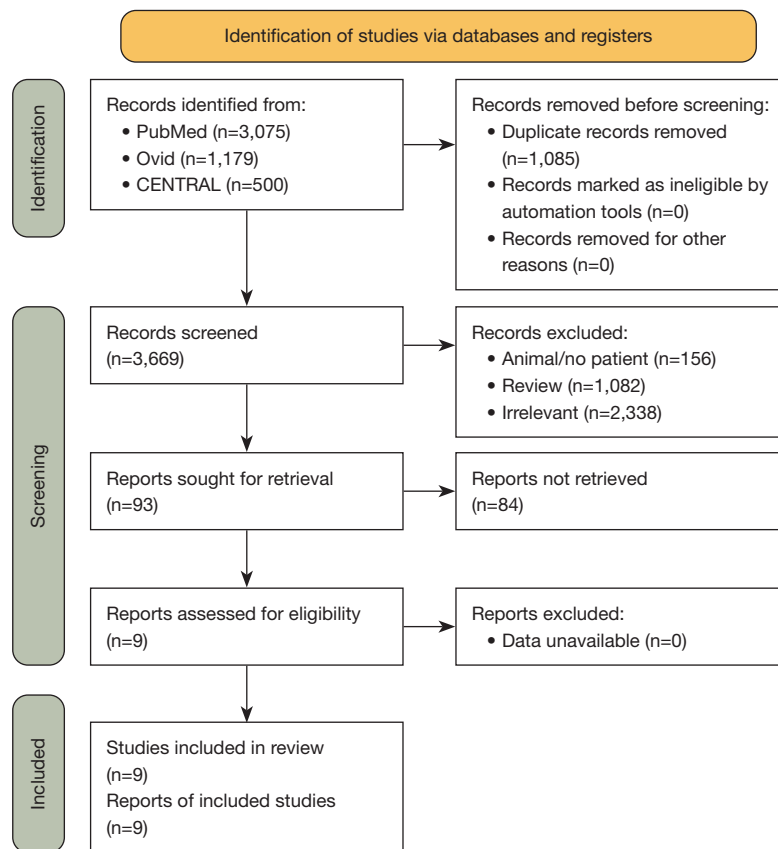 Identification of studies via databases and registers
Identification
Records identified from:
• PubMed (n=3,075)
• Ovid (n=1,179)
• CENTRAL (n=500)
Records removed before screening:
• Duplicate records removed
(n=1,085)
• Records marked as ineligible by
automation tools (n=0)
• Records removed for other
reasons (n=0)
Screening
Records screened
(n=3,669)
Records excluded:
• Animal/no patient (n=156)
• Review (n=1,082)
• Irrelevant (n=2,338)
Reports sought for retrieval
(n=93)
Reports not retrieved
(n=84)
Reports assessed for eligibility
(n=9)
Reports excluded:
• Data unavailable (n=0)
Included
Studies included in review
(n=9)
Reports of included studies
(n=9)